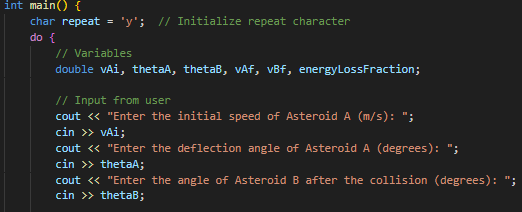 int main() {
    char repeat = 'y';  // Initialize repeat character
    do {
        // Variables
        double vAi, thetaA, thetaB, vAf, vBf, energyLossFraction;

        // Input from user
        cout << "Enter the initial speed of Asteroid A (m/s): ";
        cin >> vAi;
        cout << "Enter the deflection angle of Asteroid A (degrees): ";
        cin >> thetaA;
        cout << "Enter the angle of Asteroid B after the collision (degrees): ";
        cin >> thetaB;